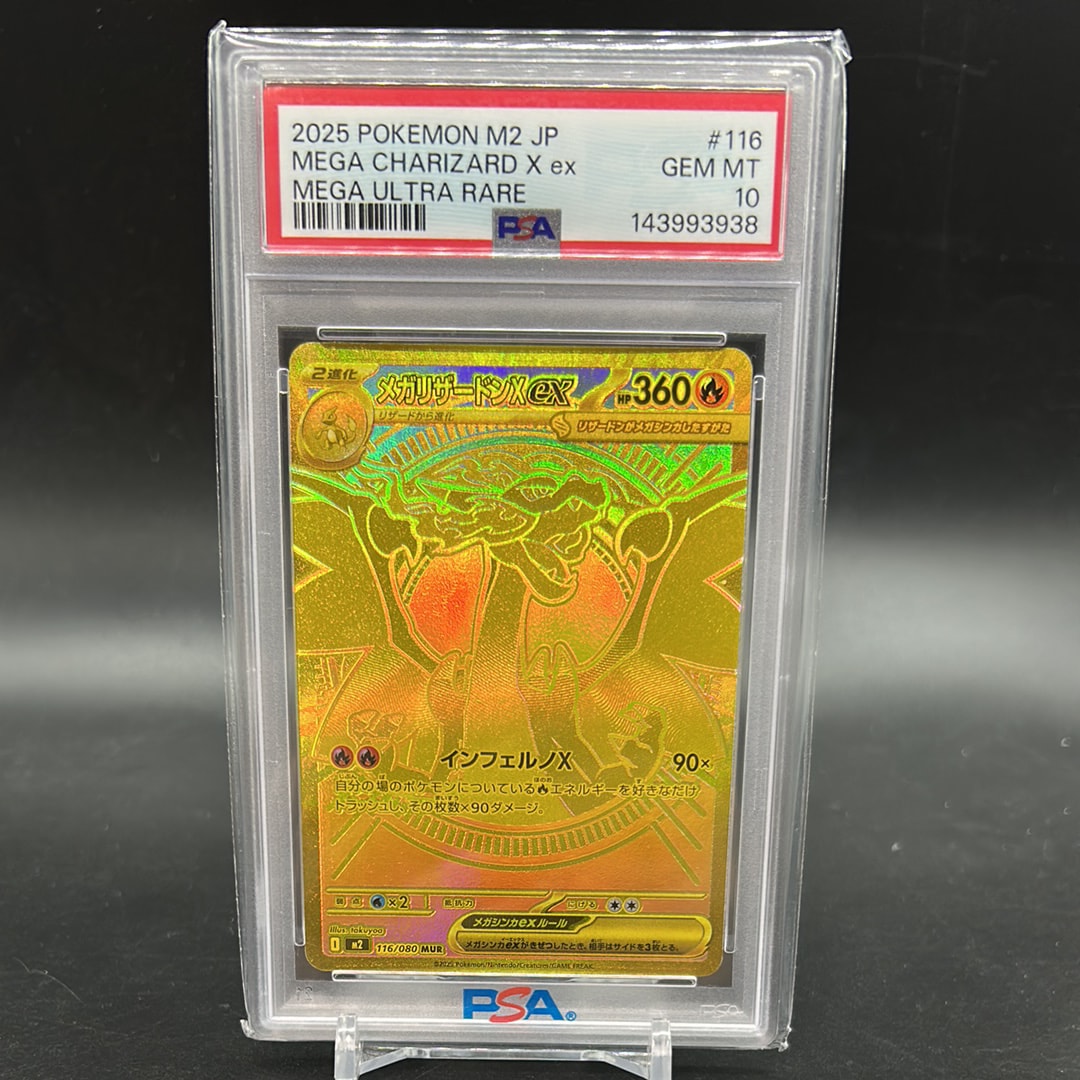 2025 POKEMON M2 JP #116
MEGA CHARIZARD X ex GEM MT
MEGA ULTRA RARE 10
PSA 143993938
2進化 メガリザードンXex HP360
リザードから進化 リザードンがメガシンカしたすがた
インフェルノX 90×
自分の場のポケモンについているエネルギーを好きなだけ
トラッシュし、その枚数×90ダメージ。
弱点 ×2 抵抗力 にげる
メガシンカexルール
メガシンカexがきぜつしたとき、相手はサイドを3枚とる。
Illus. tokuyoa
I M2 116/080 MUR
©2025 Pokémon/Nintendo/Creatures/GAME FREAK.
PSA®